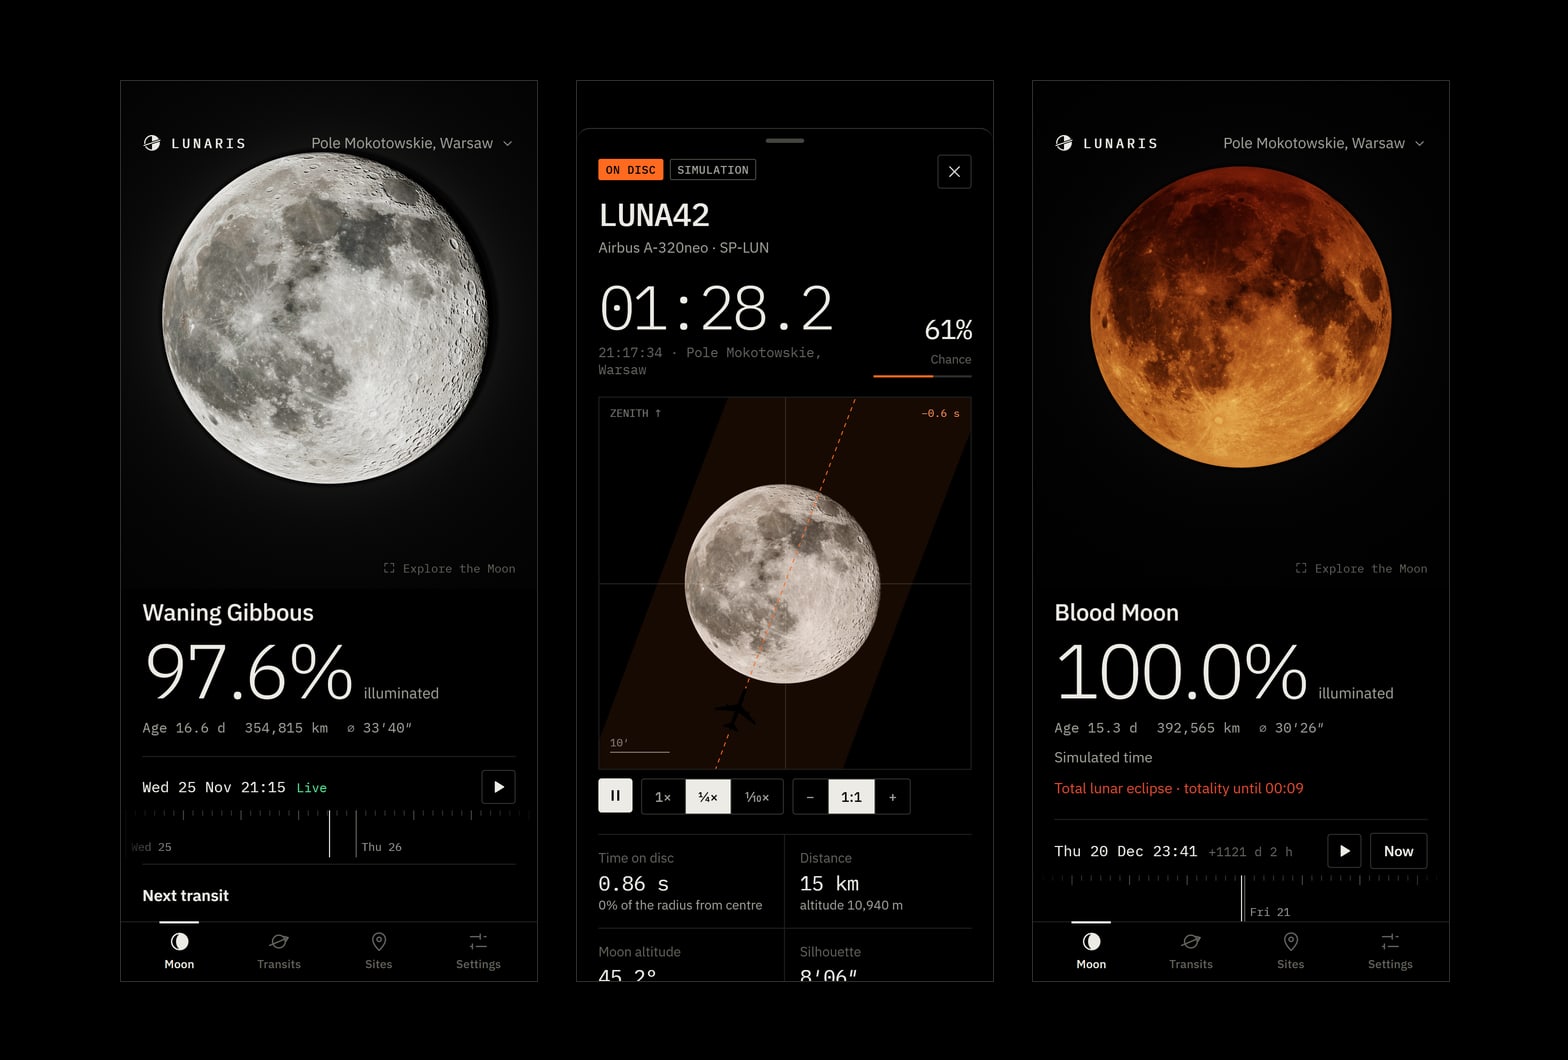 LUNARIS
Pole Mokotowskie, Warsaw
Explore the Moon
Waning Gibbous
97.6% illuminated
Age 16.6 d 354,815 km ⌀ 33′40″
Wed 25 Nov 21:15 Live
Wed 25
Thu 26
Next transit
Moon
Transits
Sites
Settings
ON DISC
SIMULATION
LUNA42
Airbus A-320neo · SP-LUN
01:28.2
21:17:34 · Pole Mokotowskie,
Warsaw
61%
Chance
ZENITH ↑
−0.6 s
10′
1×
¼×
⅒×
−
1:1
+
Time on disc
0.86 s
0% of the radius from centre
Distance
15 km
altitude 10,940 m
Moon altitude
45.2°
Silhouette
8′06″
LUNARIS
Pole Mokotowskie, Warsaw
Explore the Moon
Blood Moon
100.0% illuminated
Age 15.3 d 392,565 km ⌀ 30′26″
Simulated time
Total lunar eclipse · totality until 00:09
Thu 20 Dec 23:41 +1121 d 2 h
Now
Fri 21
Moon
Transits
Sites
Settings